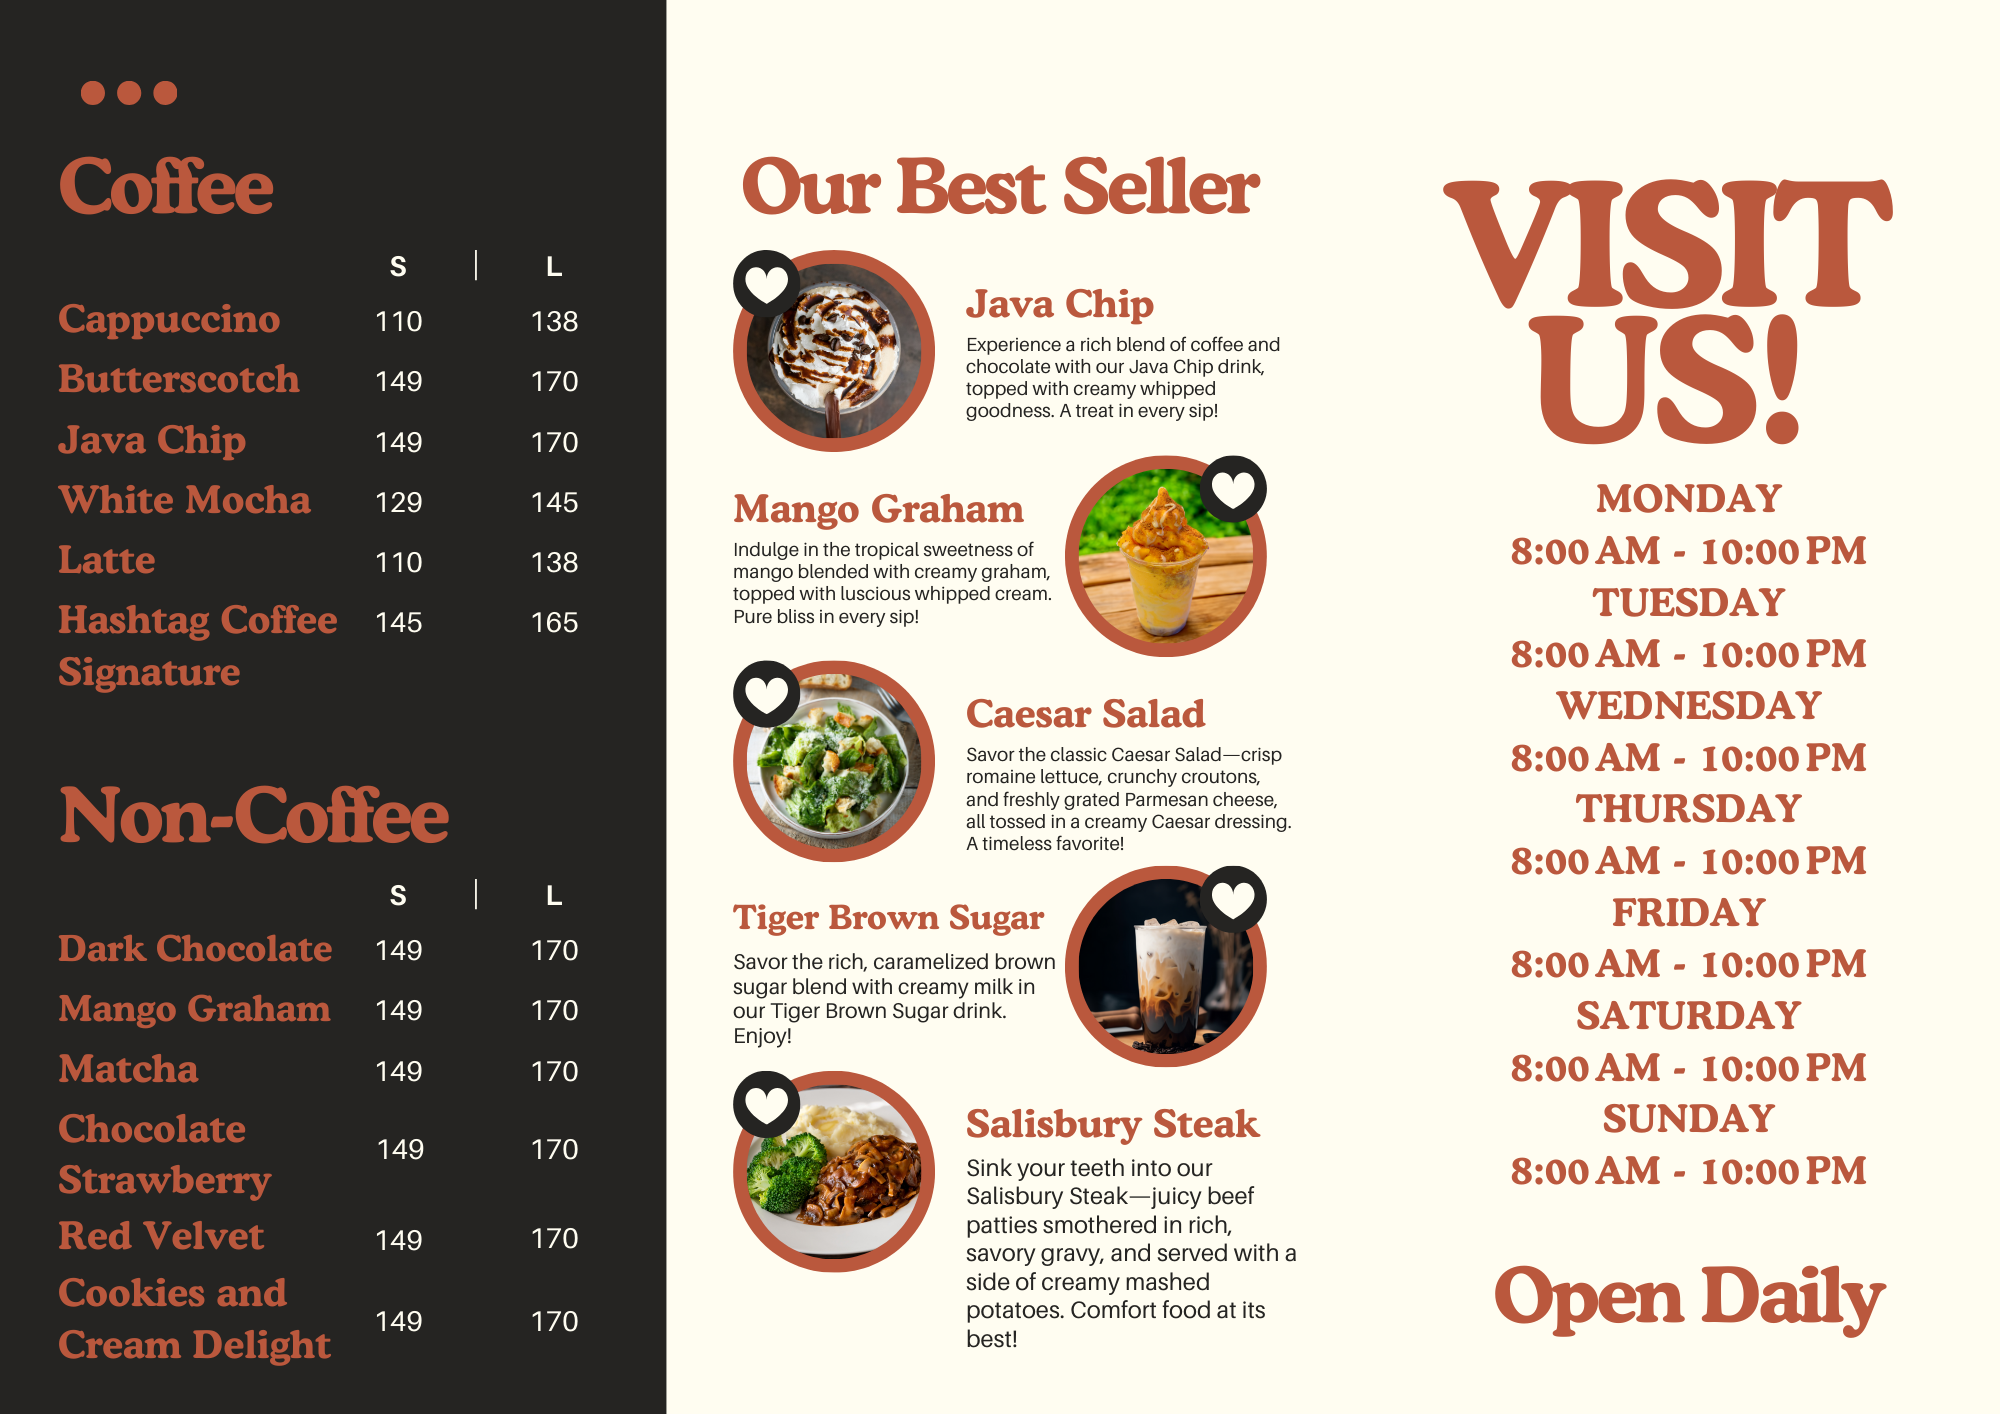 Coffee
S | L
Cappuccino 110 138
Butterscotch 149 170
Java Chip 149 170
White Mocha 129 145
Latte 110 138
Hashtag Coffee 145 165
Signature
Non-Coffee
S | L
Dark Chocolate 149 170
Mango Graham 149 170
Matcha 149 170
Chocolate
Strawberry 149 170
Red Velvet 149 170
Cookies and
Cream Delight 149 170
Our Best Seller
Java Chip
Experience a rich blend of coffee and
chocolate with our Java Chip drink,
topped with creamy whipped
goodness. A treat in every sip!
Mango Graham
Indulge in the tropical sweetness of
mango blended with creamy graham,
topped with luscious whipped cream.
Pure bliss in every sip!
Caesar Salad
Savor the classic Caesar Salad—crisp
romaine lettuce, crunchy croutons,
and freshly grated Parmesan cheese,
all tossed in a creamy Caesar dressing.
A timeless favorite!
Tiger Brown Sugar
Savor the rich, caramelized brown
sugar blend with creamy milk in
our Tiger Brown Sugar drink.
Enjoy!
Salisbury Steak
Sink your teeth into our
Salisbury Steak—juicy beef
patties smothered in rich,
savory gravy, and served with a
side of creamy mashed
potatoes. Comfort food at its
best!
VISIT
US!
MONDAY
8:00 AM - 10:00 PM
TUESDAY
8:00 AM - 10:00 PM
WEDNESDAY
8:00 AM - 10:00 PM
THURSDAY
8:00 AM - 10:00 PM
FRIDAY
8:00 AM - 10:00 PM
SATURDAY
8:00 AM - 10:00 PM
SUNDAY
8:00 AM - 10:00 PM
Open Daily